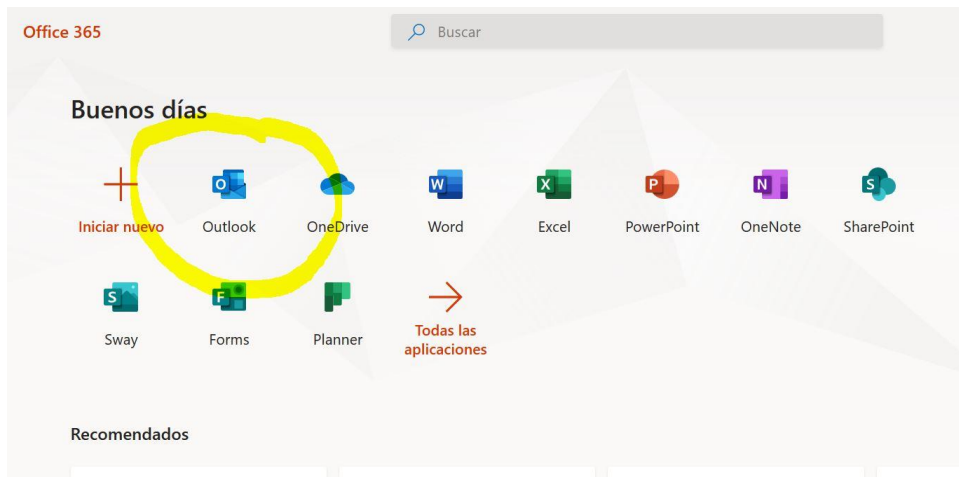 Office 365
Buscar
Buenos días
Iniciar nuevo
Outlook
OneDrive
Word
Excel
PowerPoint
OneNote
SharePoint
Sway
Forms
Planner
Todas las
aplicaciones
Recomendados